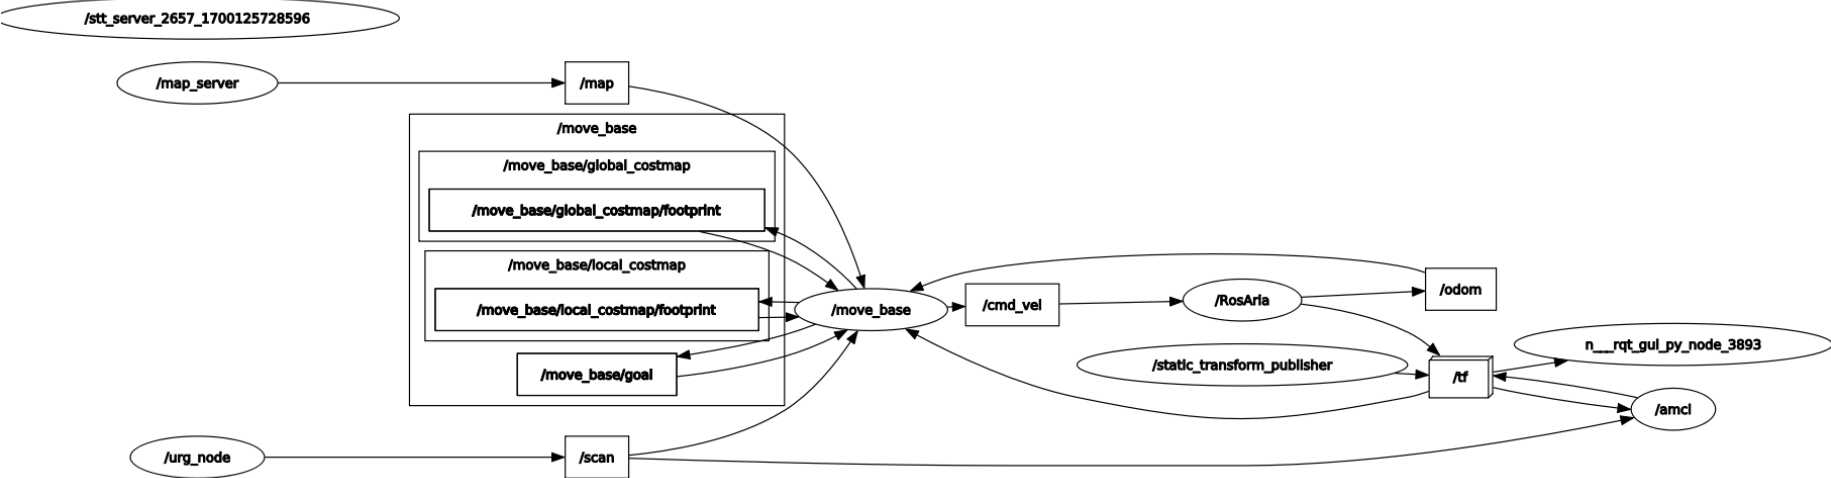 /stt_server_2657_1700125728596
/map_server
/map
/move_base
/move_base/global_costmap
/move_base/global_costmap/footprint
/move_base/local_costmap
/move_base/local_costmap/footprint
/move_base/goal
/urg_node
/scan
/move_base
/cmd_vel
/RosAria
/odom
/static_transform_publisher
/tf
n___rqt_gui_py_node_3893
/amcl